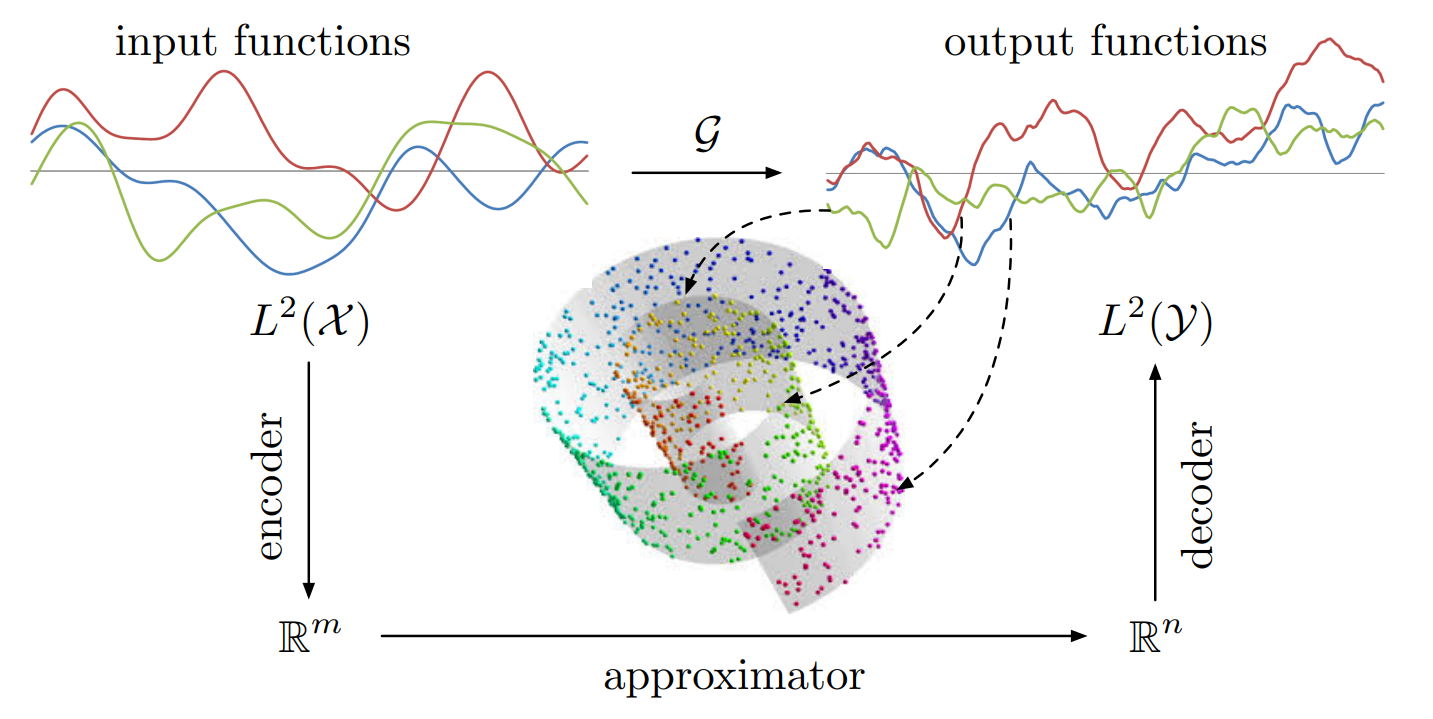 input functions
output functions
𝒢
L²(𝒳)
L²(𝒴)
encoder
decoder
ℝᵐ
ℝⁿ
approximator